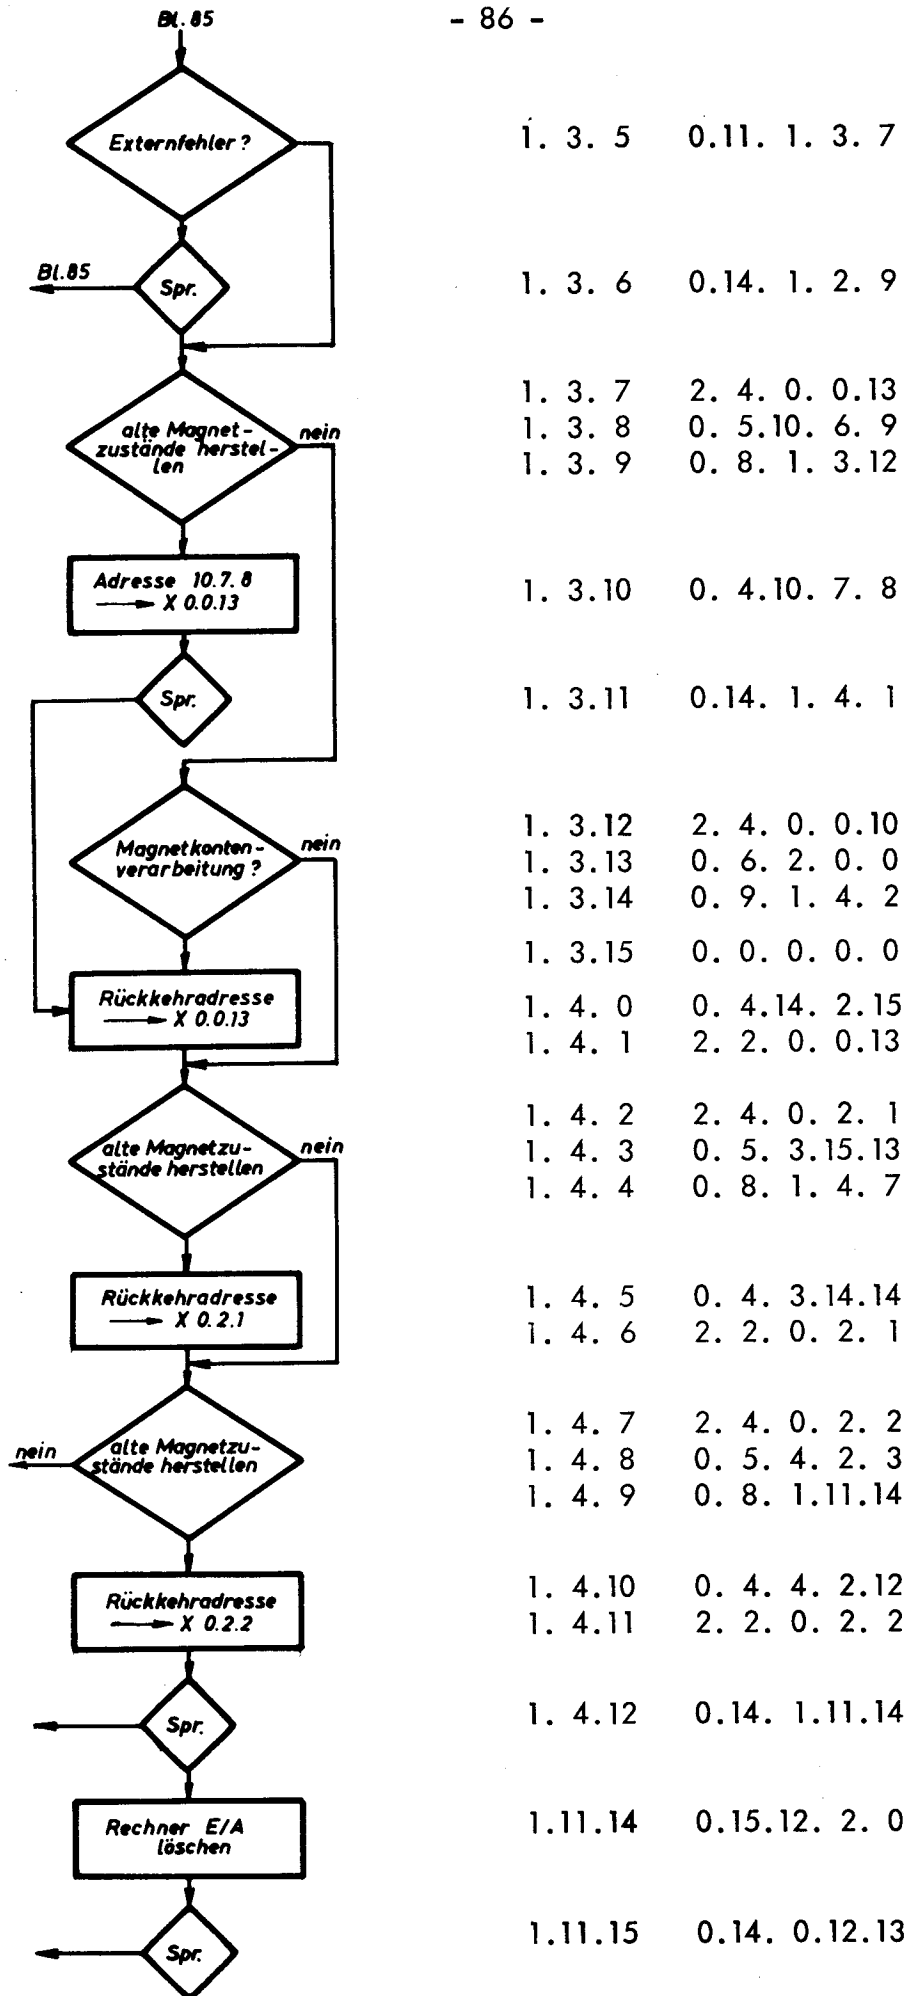 Bl. 85
- 86 -
Externfehler ?
1. 3. 5 0.11. 1. 3. 7
Bl.85
Spr.
1. 3. 6 0.14. 1. 2. 9
alte Magnet-
zustände herstel-
len
nein
1. 3. 7 2. 4. 0. 0.13
1. 3. 8 0. 5.10. 6. 9
1. 3. 9 0. 8. 1. 3.12
Adresse 10.7.8
X 0.0.13
1. 3.10 0. 4.10. 7. 8
Spr.
1. 3.11 0.14. 1. 4. 1
Magnetkonten-
verarbeitung ?
nein
1. 3.12 2. 4. 0. 0.10
1. 3.13 0. 6. 2. 0. 0
1. 3.14 0. 9. 1. 4. 2
1. 3.15 0. 0. 0. 0. 0
Rückkehradresse
X 0.0.13
1. 4. 0 0. 4.14. 2.15
1. 4. 1 2. 2. 0. 0.13
alte Magnetzu-
stände herstellen
nein
1. 4. 2 2. 4. 0. 2. 1
1. 4. 3 0. 5. 3.15.13
1. 4. 4 0. 8. 1. 4. 7
Rückkehradresse
X 0.2.1
1. 4. 5 0. 4. 3.14.14
1. 4. 6 2. 2. 0. 2. 1
nein
alte Magnetzu-
stände herstellen
1. 4. 7 2. 4. 0. 2. 2
1. 4. 8 0. 5. 4. 2. 3
1. 4. 9 0. 8. 1.11.14
Rückkehradresse
X 0.2.2
1. 4.10 0. 4. 4. 2.12
1. 4.11 2. 2. 0. 2. 2
Spr.
1. 4.12 0.14. 1.11.14
Rechner E/A
löschen
1.11.14 0.15.12. 2. 0
Spr.
1.11.15 0.14. 0.12.13